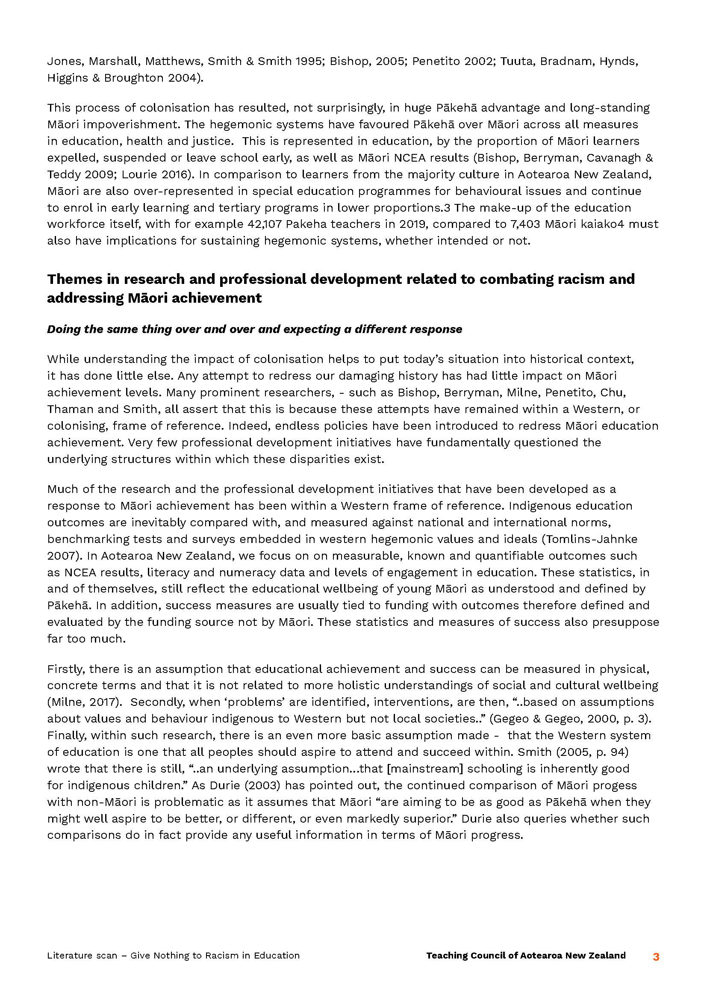 Jones, Marshall, Matthews, Smith & Smith 1995; Bishop, 2005; Penetito 2002; Tuuta, Bradnam, Hynds,
Higgins & Broughton 2004).
This process of colonisation has resulted, not surprisingly, in huge Pākehā advantage and long-standing
Māori impoverishment. The hegemonic systems have favoured Pākehā over Māori across all measures
in education, health and justice.  This is represented in education, by the proportion of Māori learners
expelled, suspended or leave school early, as well as Māori NCEA results (Bishop, Berryman, Cavanagh &
Teddy 2009; Lourie 2016). In comparison to learners from the majority culture in Aotearoa New Zealand,
Māori are also over-represented in special education programmes for behavioural issues and continue
to enrol in early learning and tertiary programs in lower proportions.3 The make-up of the education
workforce itself, with for example 42,107 Pakeha teachers in 2019, compared to 7,403 Māori kaiako4 must
also have implications for sustaining hegemonic systems, whether intended or not.
Themes in research and professional development related to combating racism and
addressing Māori achievement
Doing the same thing over and over and expecting a different response
While understanding the impact of colonisation helps to put today's situation into historical context,
it has done little else. Any attempt to redress our damaging history has had little impact on Māori
achievement levels. Many prominent researchers, - such as Bishop, Berryman, Milne, Penetito, Chu,
Thaman and Smith, all assert that this is because these attempts have remained within a Western, or
colonising, frame of reference. Indeed, endless policies have been introduced to redress Māori education
achievement. Very few professional development initiatives have fundamentally questioned the
underlying structures within which these disparities exist.
Much of the research and the professional development initiatives that have been developed as a
response to Māori achievement has been within a Western frame of reference. Indigenous education
outcomes are inevitably compared with, and measured against national and international norms,
benchmarking tests and surveys embedded in western hegemonic values and ideals (Tomlins-Jahnke
2007). In Aotearoa New Zealand, we focus on on measurable, known and quantifiable outcomes such
as NCEA results, literacy and numeracy data and levels of engagement in education. These statistics, in
and of themselves, still reflect the educational wellbeing of young Māori as understood and defined by
Pākehā. In addition, success measures are usually tied to funding with outcomes therefore defined and
evaluated by the funding source not by Māori. These statistics and measures of success also presuppose
far too much.
Firstly, there is an assumption that educational achievement and success can be measured in physical,
concrete terms and that it is not related to more holistic understandings of social and cultural wellbeing
(Milne, 2017).  Secondly, when ‘problems’ are identified, interventions, are then, “..based on assumptions
about values and behaviour indigenous to Western but not local societies..” (Gegeo & Gegeo, 2000, p. 3).
Finally, within such research, there is an even more basic assumption made -  that the Western system
of education is one that all peoples should aspire to attend and succeed within. Smith (2005, p. 94)
wrote that there is still, “..an underlying assumption...that [mainstream] schooling is inherently good
for indigenous children.” As Durie (2003) has pointed out, the continued comparison of Māori progess
with non-Māori is problematic as it assumes that Māori “are aiming to be as good as Pākehā when they
might well aspire to be better, or different, or even markedly superior.” Durie also queries whether such
comparisons do in fact provide any useful information in terms of Māori progress.
Literature scan – Give Nothing to Racism in Education Teaching Council of Aotearoa New Zealand 3